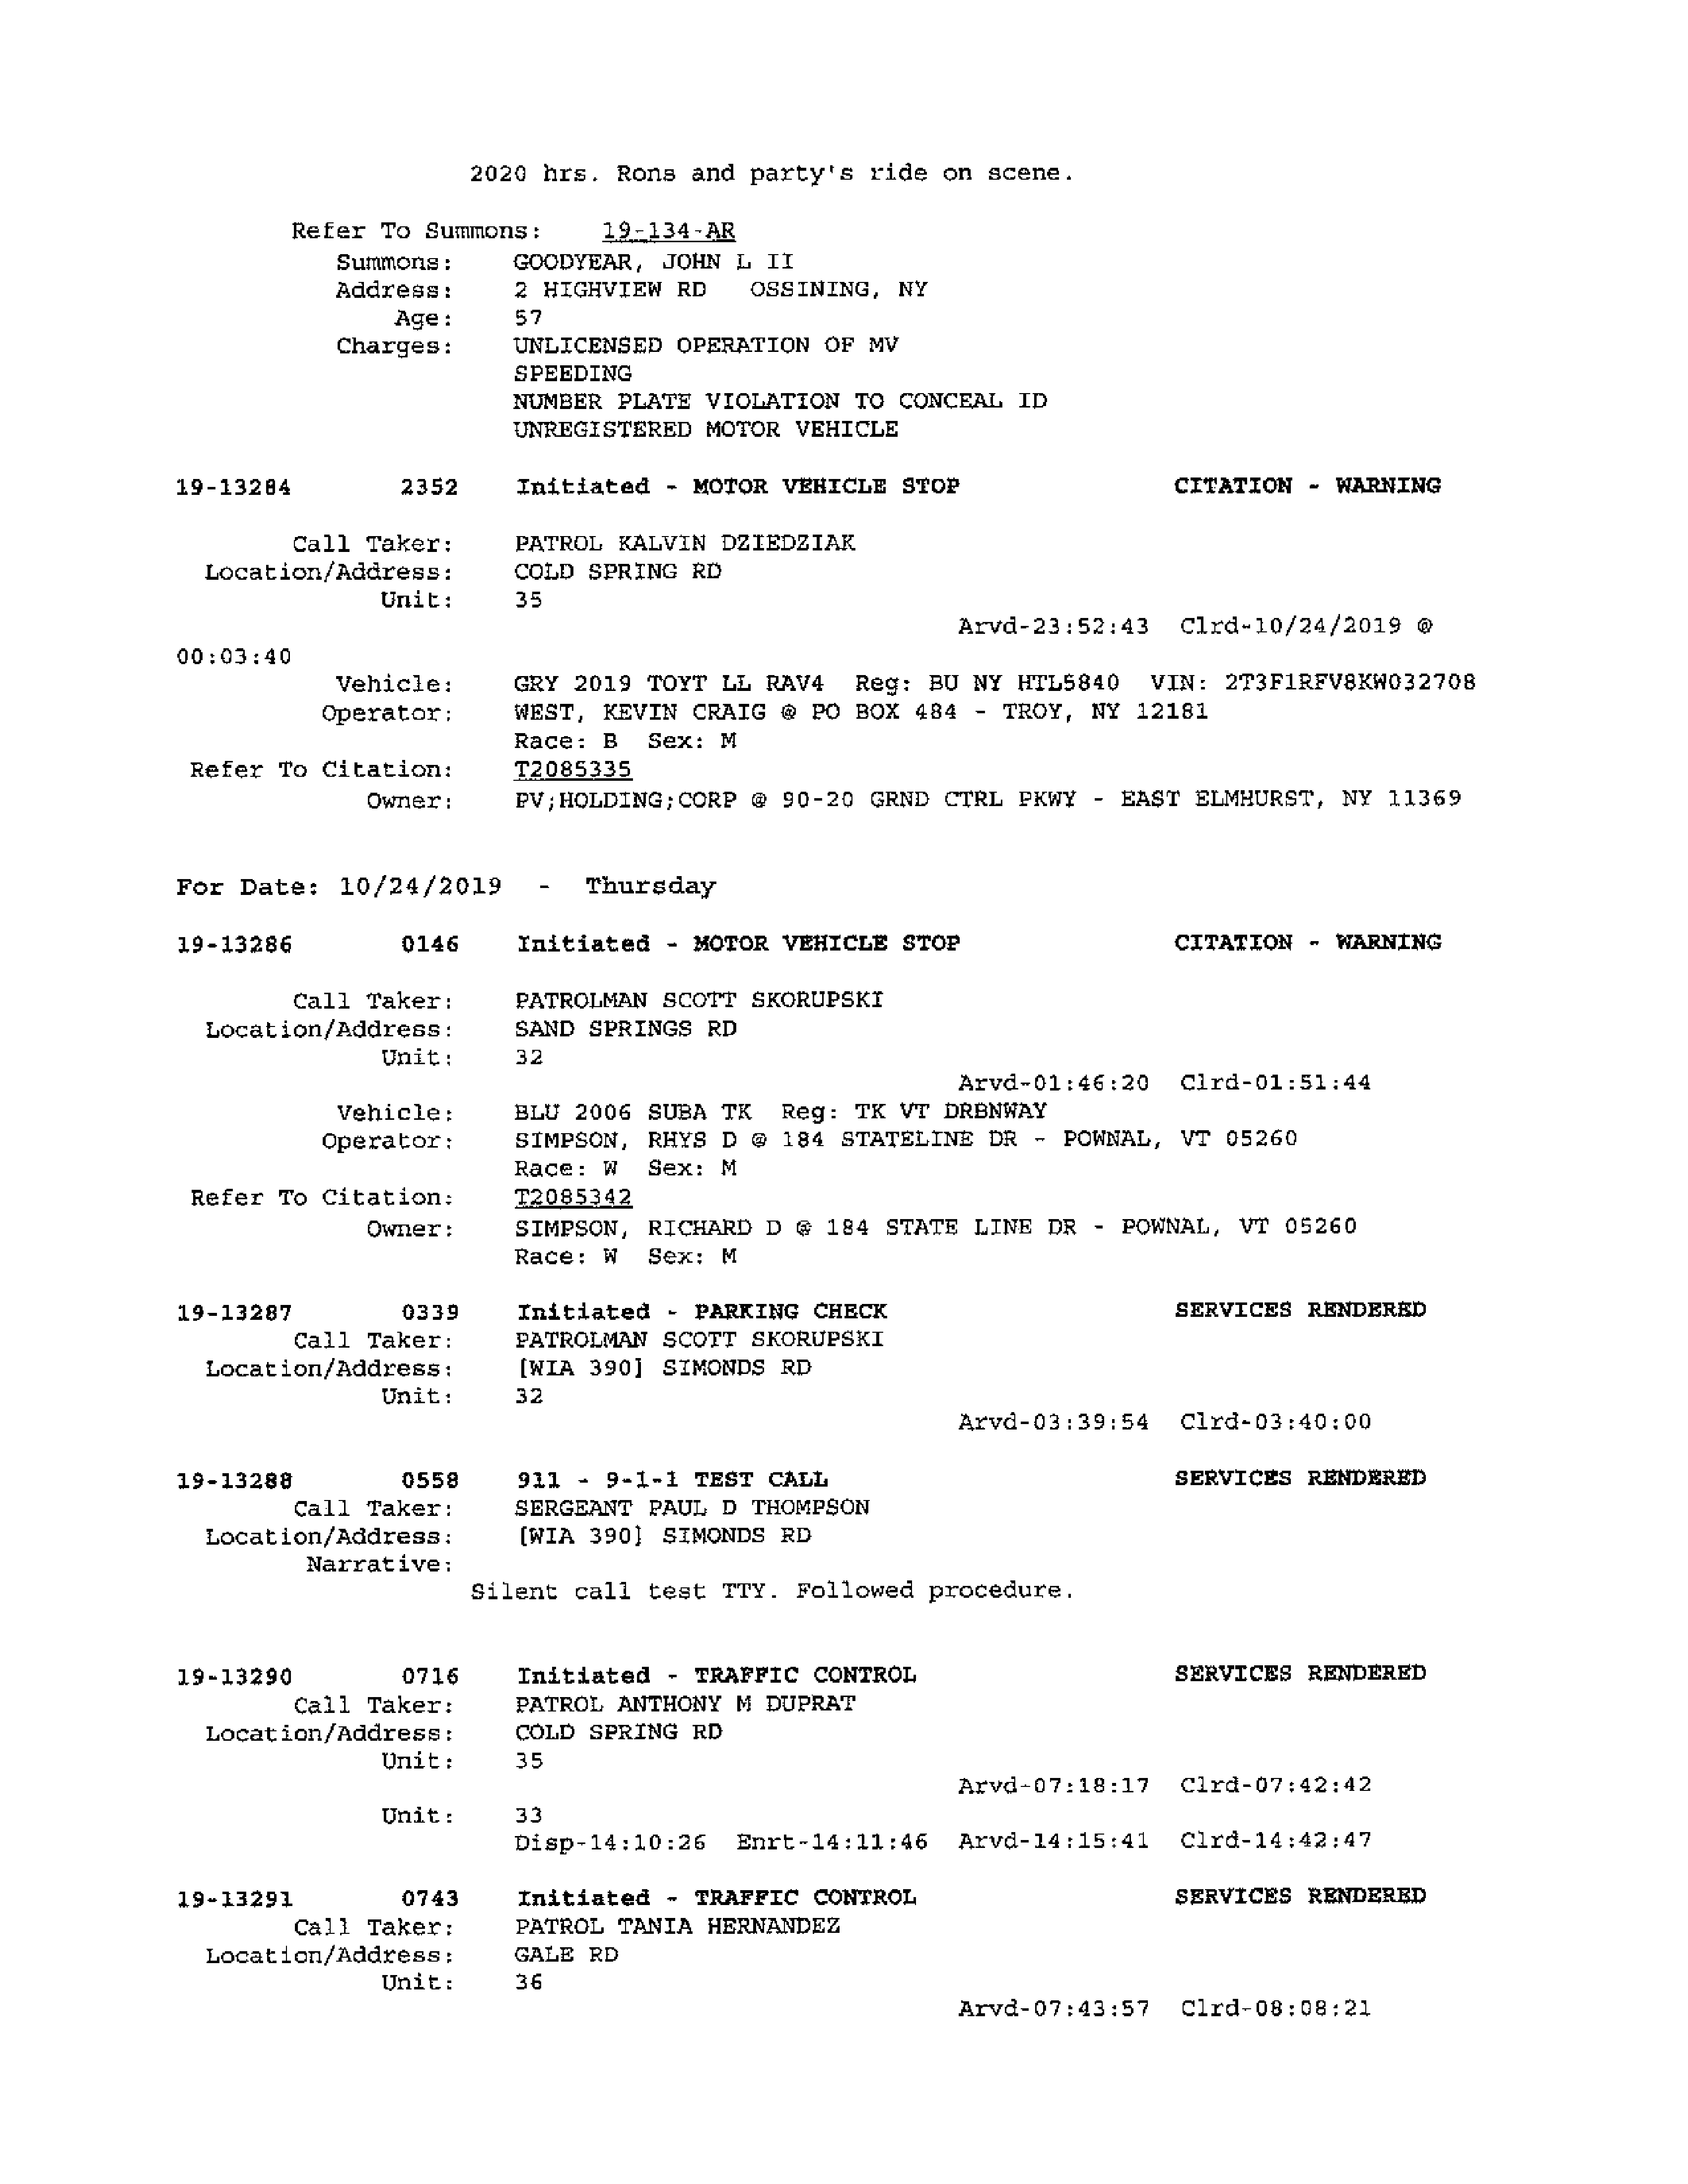 2020 hrs. Rons and party's ride on scene.
Refer To Summons: 19-134-AR
Summons: GOODYEAR, JOHN L II
Address: 2 HIGHVIEW RD OSSINING, NY
Age: 57
Charges: UNLICENSED OPERATION OF MV
SPEEDING
NUMBER PLATE VIOLATION TO CONCEAL ID
UNREGISTERED MOTOR VEHICLE
19-13284 2352 Initiated - MOTOR VEHICLE STOP CITATION - WARNING
Call Taker: PATROL KALVIN DZIEDZIAK
Location/Address: COLD SPRING RD
Unit: 35
Arvd-23:52:43 Clrd-10/24/2019 @
00:03:40
Vehicle: GRY 2019 TOYT LL RAV4 Reg: BU NY HTL5840 VIN: 2T3F1RFV8KW032708
Operator: WEST, KEVIN CRAIG @ PO BOX 484 - TROY, NY 12181
Race: B Sex: M
Refer To Citation: T2085335
Owner: PV;HOLDING;CORP @ 90-20 GRND CTRL PKWY - EAST ELMHURST, NY 11369
For Date: 10/24/2019 - Thursday
19-13286 0146 Initiated - MOTOR VEHICLE STOP CITATION - WARNING
Call Taker: PATROLMAN SCOTT SKORUPSKI
Location/Address: SAND SPRINGS RD
Unit: 32
Arvd-01:46:20 Clrd-01:51:44
Vehicle: BLU 2006 SUBA TK Reg: TK VT DRBNWAY
Operator: SIMPSON, RHYS D @ 184 STATELINE DR - POWNAL, VT 05260
Race: W Sex: M
Refer To Citation: T2085342
Owner: SIMPSON, RICHARD D @ 184 STATE LINE DR - POWNAL, VT 05260
Race: W Sex: M
19-13287 0339 Initiated - PARKING CHECK SERVICES RENDERED
Call Taker: PATROLMAN SCOTT SKORUPSKI
Location/Address: [WIA 390] SIMONDS RD
Unit: 32
Arvd-03:39:54 Clrd-03:40:00
19-13288 0558 911 - 9-1-1 TEST CALL SERVICES RENDERED
Call Taker: SERGEANT PAUL D THOMPSON
Location/Address: [WIA 390] SIMONDS RD
Narrative:
Silent call test TTY. Followed procedure.
19-13290 0716 Initiated - TRAFFIC CONTROL SERVICES RENDERED
Call Taker: PATROL ANTHONY M DUPRAT
Location/Address: COLD SPRING RD
Unit: 35
Arvd-07:18:17 Clrd-07:42:42
Unit: 33
Disp-14:10:26 Enrt-14:11:46 Arvd-14:15:41 Clrd-14:42:47
19-13291 0743 Initiated - TRAFFIC CONTROL SERVICES RENDERED
Call Taker: PATROL TANIA HERNANDEZ
Location/Address: GALE RD
Unit: 36
Arvd-07:43:57 Clrd-08:08:21